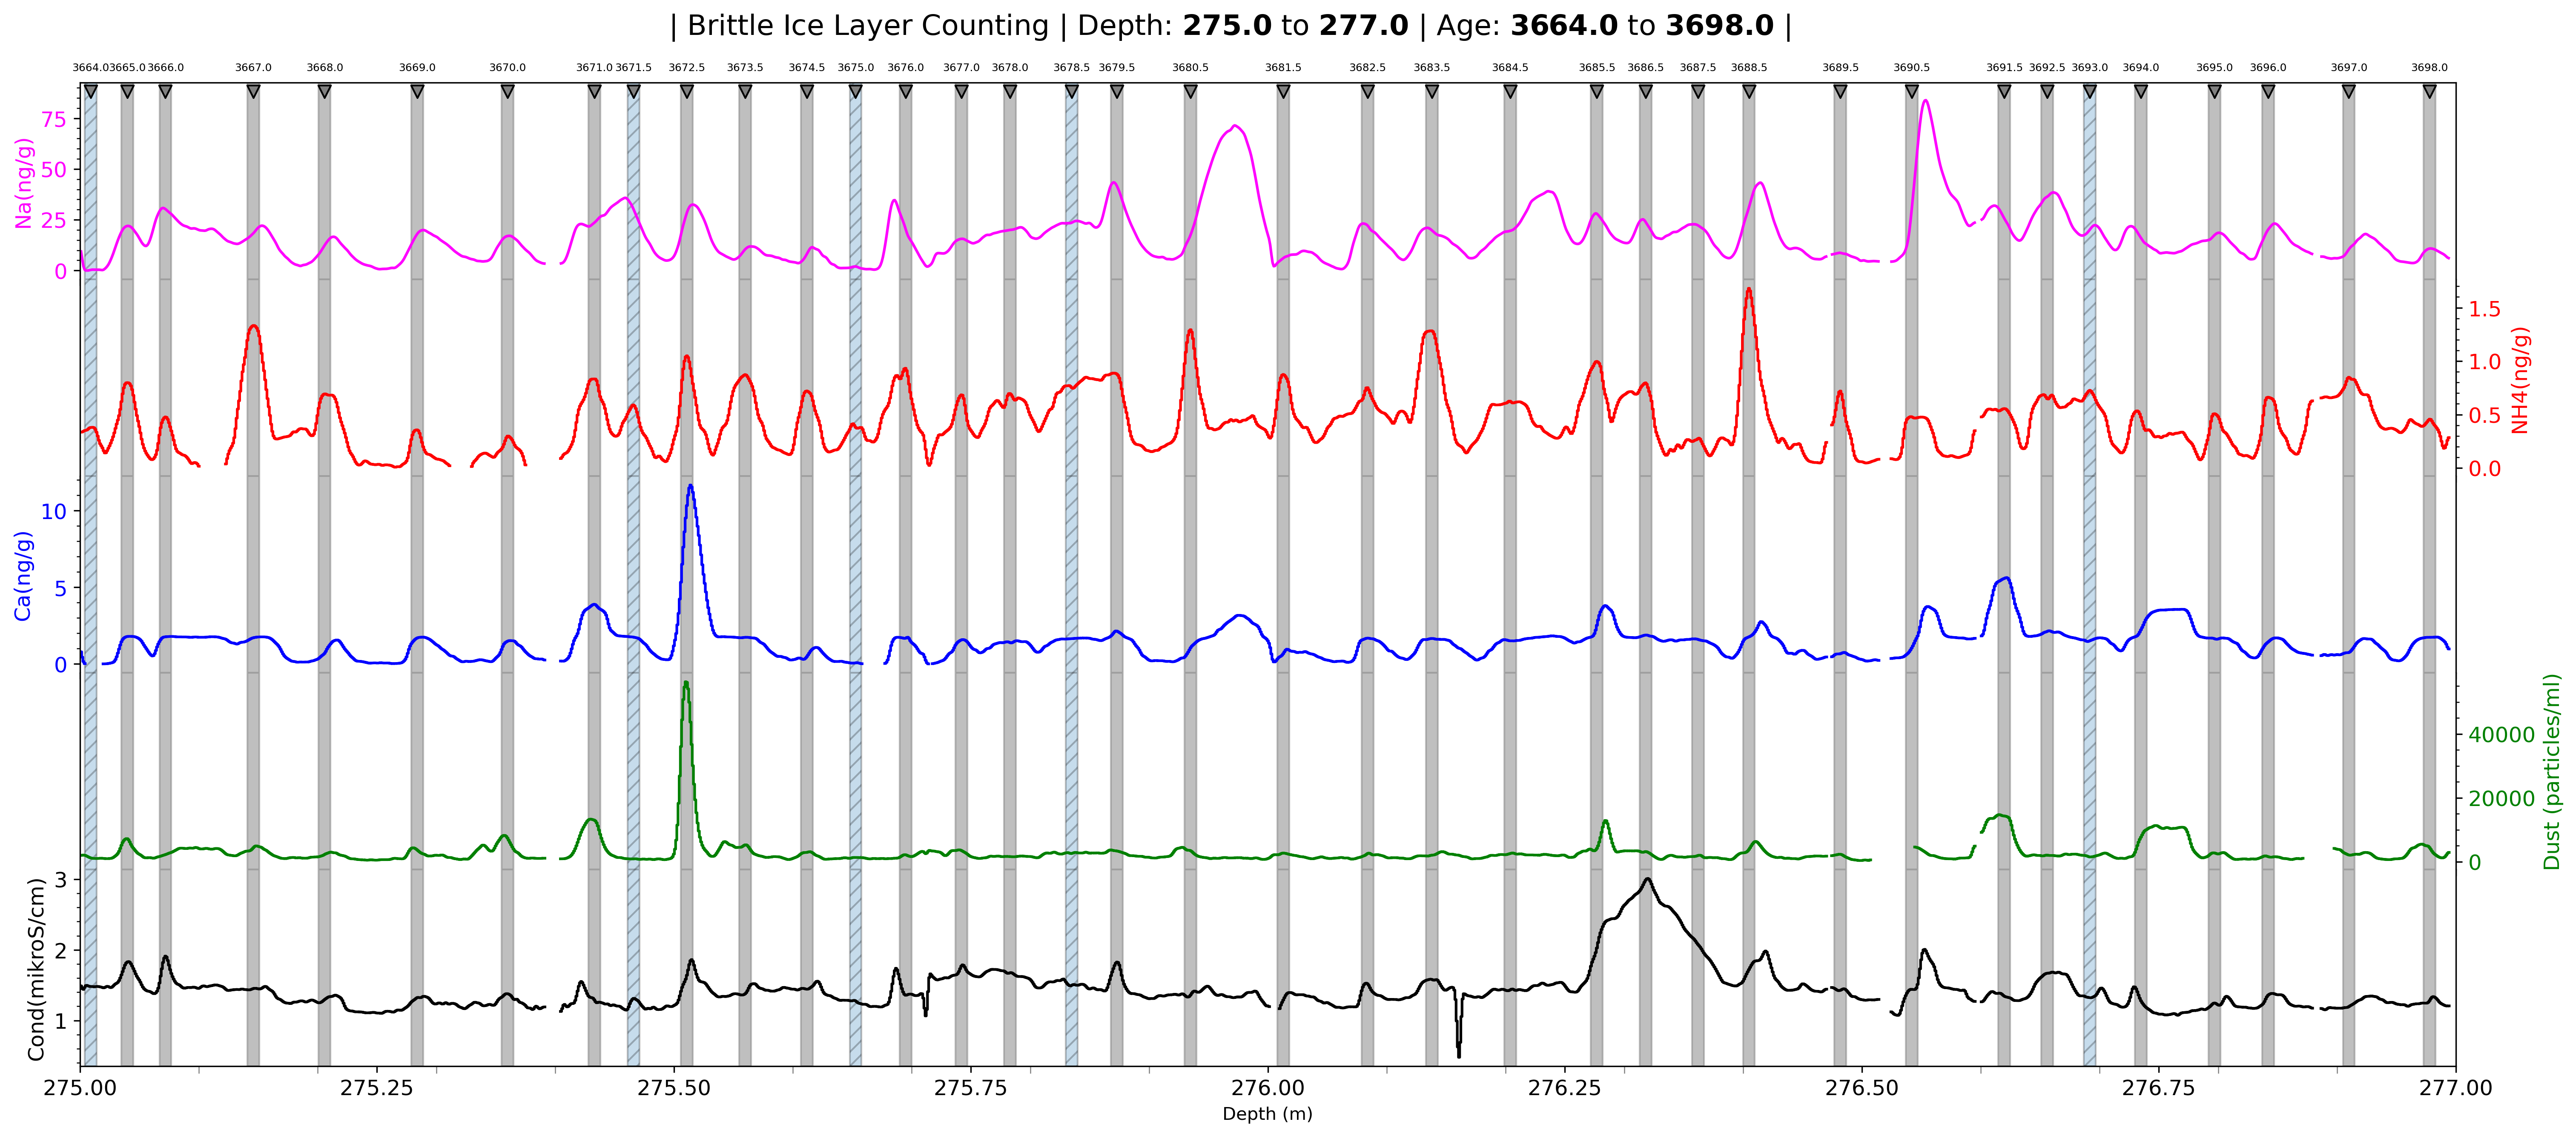 | Brittle Ice Layer Counting | Depth: 275.0 to 277.0 | Age: 3664.0 to 3698.0 |
3664.0 3665.0 3666.0 3667.0 3668.0 3669.0 3670.0 3671.0 3671.5 3672.5 3673.5 3674.5 3675.0 3676.0 3677.0 3678.0 3678.5 3679.5 3680.5 3681.5 3682.5 3683.5 3684.5 3685.5 3686.5 3687.5 3688.5 3689.5 3690.5 3691.5 3692.5 3693.0 3694.0 3695.0 3696.0 3697.0 3698.0
Na(ng/g)
75
50
25
0
NH4(ng/g)
1.5
1.0
0.5
0.0
Ca(ng/g)
10
5
0
Dust (particles/ml)
40000
20000
0
Cond(mikroS/cm)
3
2
1
275.00 275.25 275.50 275.75 276.00 276.25 276.50 276.75 277.00
Depth (m)